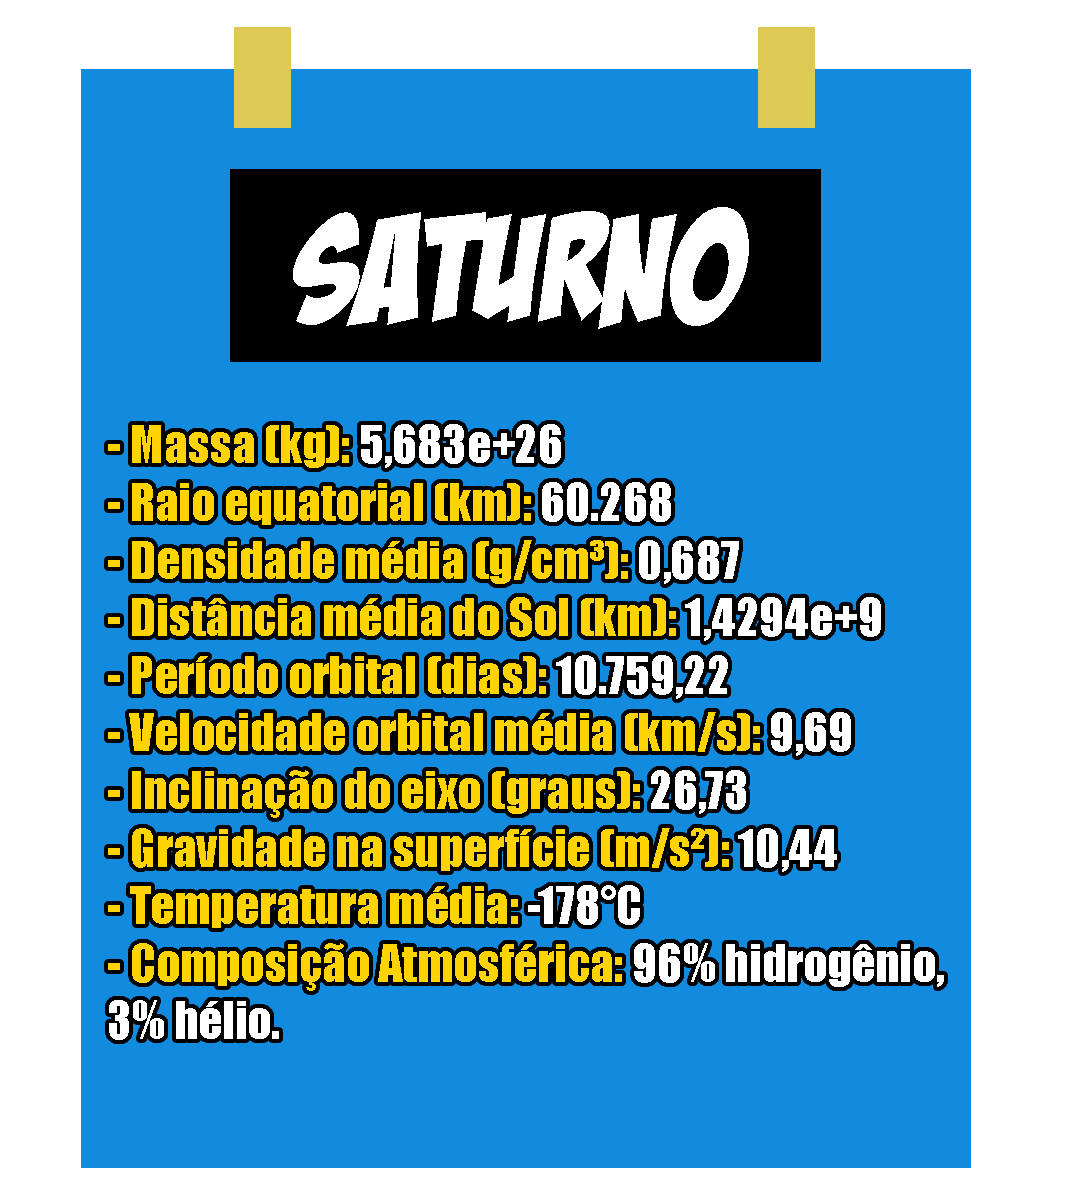 SATURNO
- Massa (kg): 5,683e+26
- Raio equatorial (km): 60.268
- Densidade média (g/cm³): 0,687
- Distância média do Sol (km): 1,4294e+9
- Período orbital (dias): 10.759,22
- Velocidade orbital média (km/s): 9,69
- Inclinação do eixo (graus): 26,73
- Gravidade na superfície (m/s²): 10,44
- Temperatura média: -178°C
- Composição Atmosférica: 96% hidrogênio,
3% hélio.